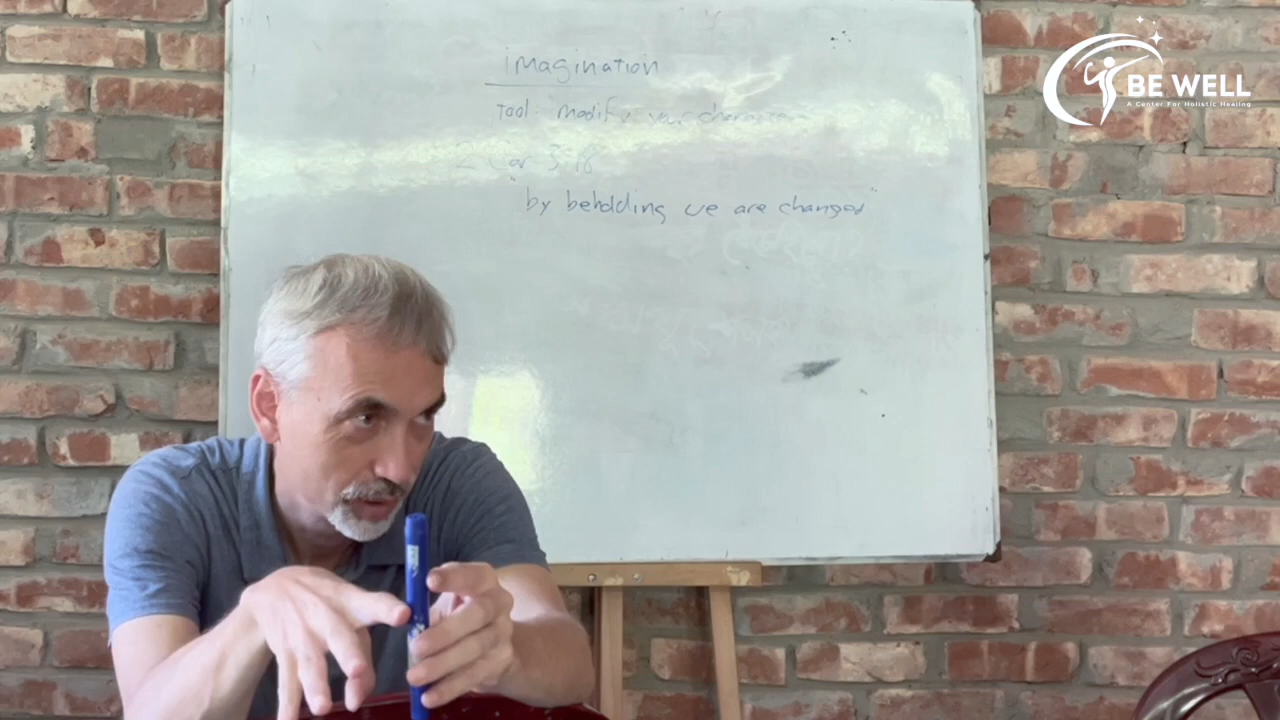 imagination
Tool: modify your character
2 Cor 3:18
"by beholding we are changed"
BE WELL
A Center For Holistic Healing